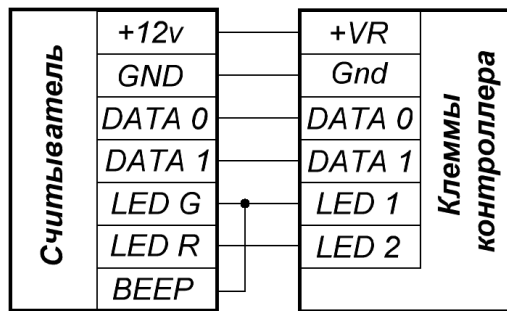 Считыватель
+12v
GND
DATA 0
DATA 1
LED G
LED R
BEEP
+VR
Gnd
DATA 0
DATA 1
LED 1
LED 2
Клеммы
контроллера